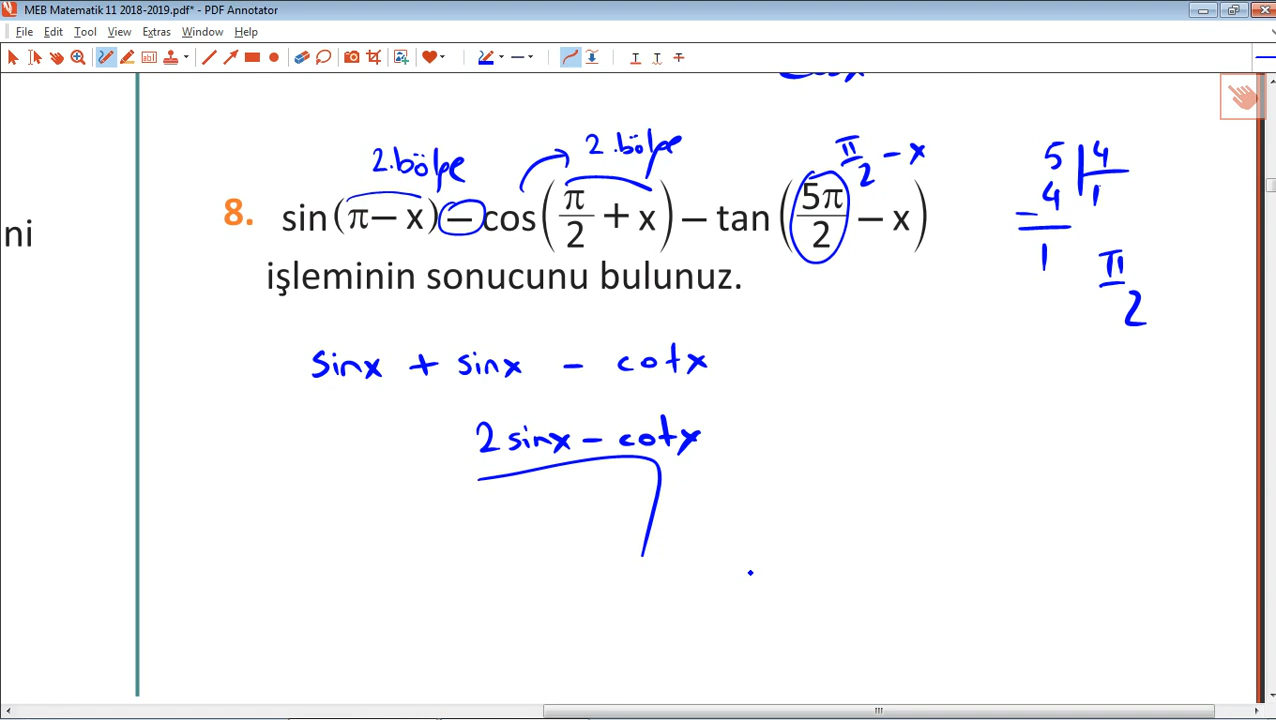 MEB Matematik 11 2018-2019.pdf* - PDF Annotator
File Edit Tool View Extras Window Help
2.bölge 2.bölge π/2 - x
8. sin(π− x) − cos(π/2 + x) − tan(5π/2 − x)
işleminin sonucunu bulunuz.
ni
5 4
4 1
−
1
π/2
sinx + sinx - cotx
2 sinx - cotx